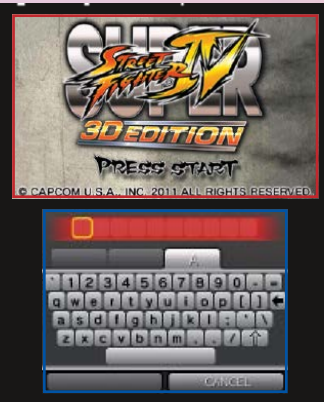 SUPER
STREET
FIGHTER IV
3D EDITION
PRESS START
© CAPCOM U.S.A., INC. 2011 ALL RIGHTS RESERVED.
A
1 2 3 4 5 6 7 8 9 0 - =
q w e r t y u i o p [ ] ←
a s d f g h j k l ; ' \
z x c v b n m , . / ⇧
CANCEL